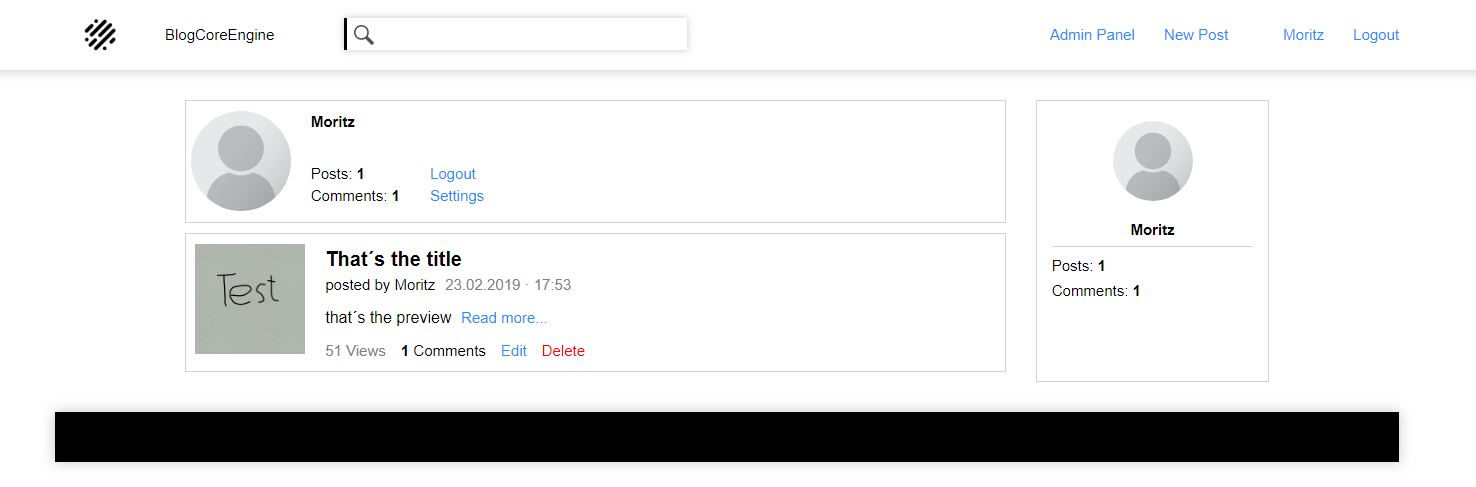 BlogCoreEngine
Admin Panel New Post Moritz Logout
Moritz
Posts: 1 Logout
Comments: 1 Settings
Test
That´s the title
posted by Moritz 23.02.2019 · 17:53
that´s the preview Read more...
51 Views 1 Comments Edit Delete
Moritz
Posts: 1
Comments: 1